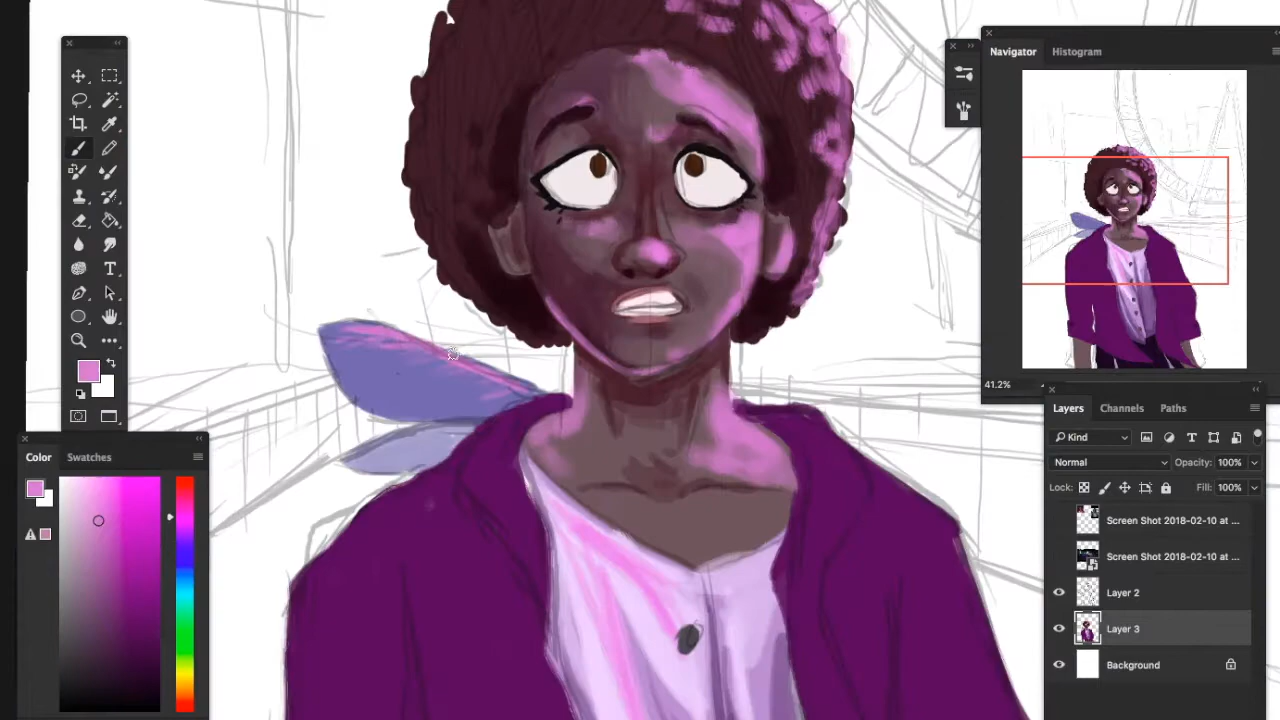 Navigator
Histogram
41.2%
Layers
Channels
Paths
Kind
Normal
Opacity: 100%
Lock:
Fill: 100%
Screen Shot 2018-02-10 at ...
Screen Shot 2018-02-10 at ...
Layer 2
Layer 3
Background
Color
Swatches